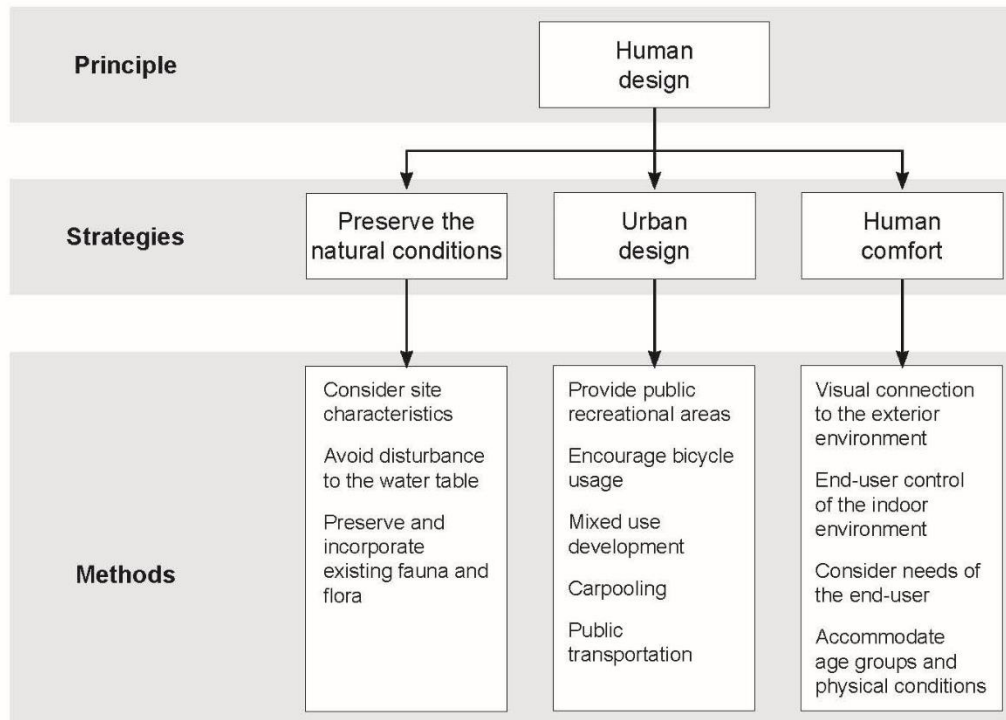 Principle
Human
design
Strategies
Preserve the
natural conditions
Urban
design
Human
comfort
Methods
Consider site
characteristics
Avoid disturbance
to the water table
Preserve and
incorporate
existing fauna and
flora
Provide public
recreational areas
Encourage bicycle
usage
Mixed use
development
Carpooling
Public
transportation
Visual connection
to the exterior
environment
End-user control
of the indoor
environment
Consider needs of
the end-user
Accommodate
age groups and
physical conditions